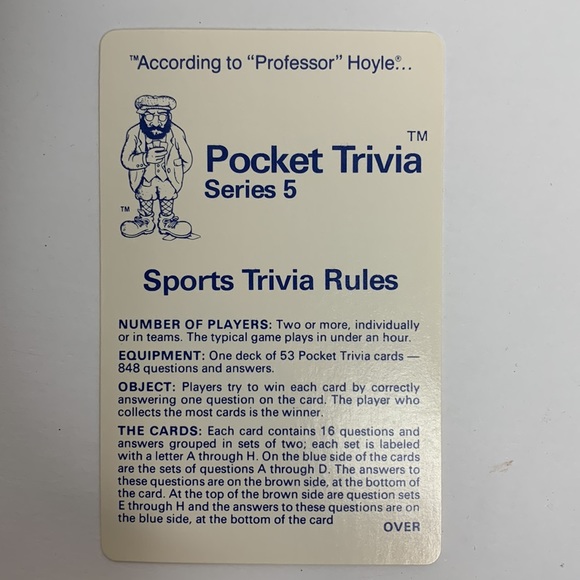 ™According to "Professor" Hoyle®...
Pocket Trivia™
Series 5
™
Sports Trivia Rules
NUMBER OF PLAYERS: Two or more, individually
or in teams. The typical game plays in under an hour.
EQUIPMENT: One deck of 53 Pocket Trivia cards —
848 questions and answers.
OBJECT: Players try to win each card by correctly
answering one question on the card. The player who
collects the most cards is the winner.
THE CARDS: Each card contains 16 questions and
answers grouped in sets of two; each set is labeled
with a letter A through H. On the blue side of the cards
are the sets of questions A through D. The answers to
these questions are on the brown side, at the bottom of
the card. At the top of the brown side are question sets
E through H and the answers to these questions are on
the blue side, at the bottom of the card
OVER